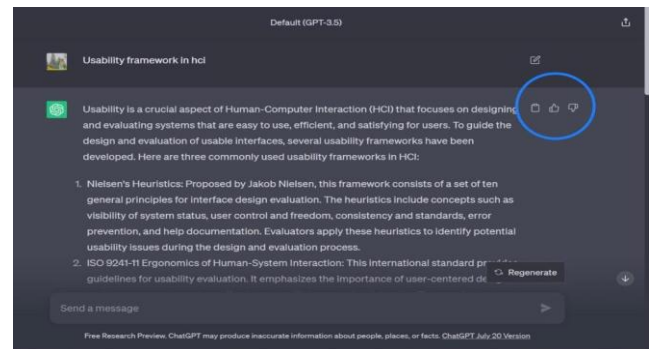 Default (GPT-3.5)
Usability framework in hci
Usability is a crucial aspect of Human-Computer Interaction (HCI) that focuses on designing
and evaluating systems that are easy to use, efficient, and satisfying for users. To guide the
design and evaluation of usable interfaces, several usability frameworks have been
developed. Here are three commonly used usability frameworks in HCI:
1. Nielsen's Heuristics: Proposed by Jakob Nielsen, this framework consists of a set of ten
general principles for interface design evaluation. The heuristics include concepts such as
visibility of system status, user control and freedom, consistency and standards, error
prevention, and help documentation. Evaluators apply these heuristics to identify potential
usability issues during the design and evaluation process.
2. ISO 9241-11 Ergonomics of Human-System Interaction: This international standard
guidelines for usability evaluation. It emphasizes the importance of user-centered
Regenerate
Send a message
Free Research Preview. ChatGPT may produce inaccurate information about people, places, or facts. ChatGPT July 20 Version